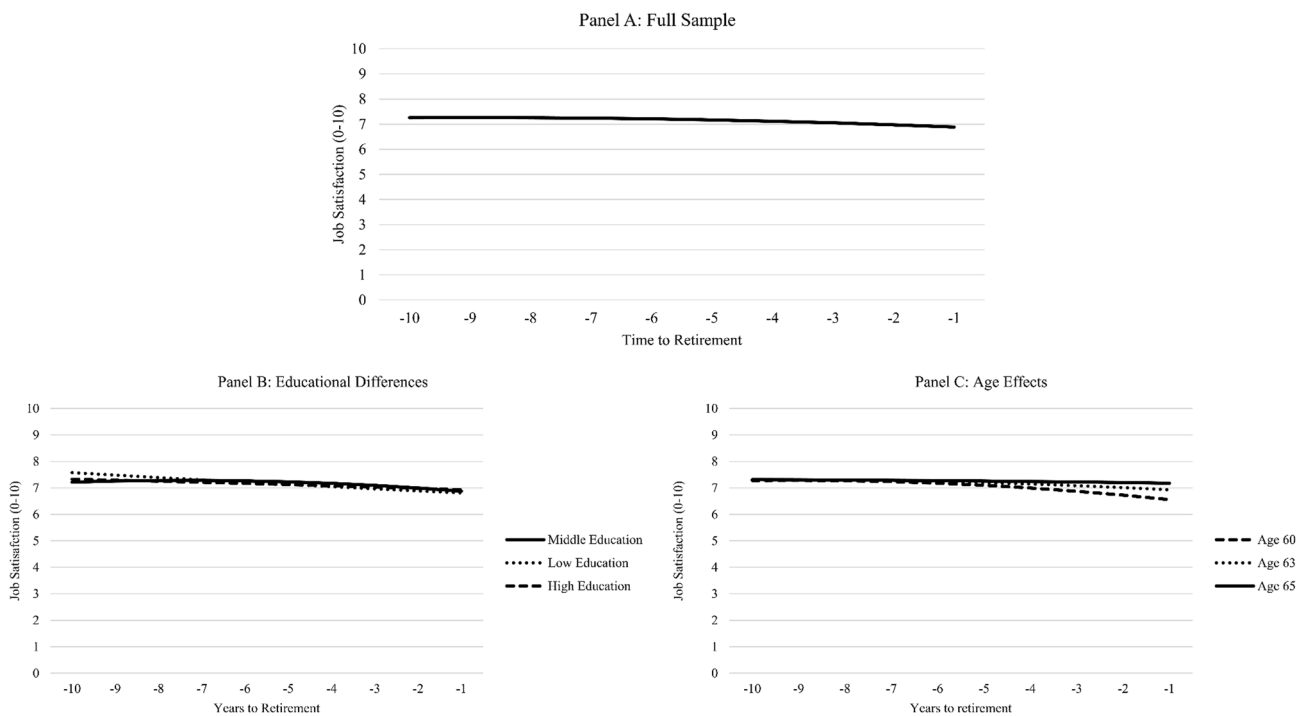 Panel A: Full Sample
Job Satisfaction (0-10)
10
9
8
7
6
5
4
3
2
1
0
-10 -9 -8 -7 -6 -5 -4 -3 -2 -1
Time to Retirement
Panel B: Educational Differences
Job Satisafction (0-10)
10
9
8
7
6
5
4
3
2
1
0
-10 -9 -8 -7 -6 -5 -4 -3 -2 -1
Years to Retirement
Middle Education
Low Education
High Education
Panel C: Age Effects
Job Satisfaction (0-10)
10
9
8
7
6
5
4
3
2
1
0
-10 -9 -8 -7 -6 -5 -4 -3 -2 -1
Years to retirement
Age 60
Age 63
Age 65